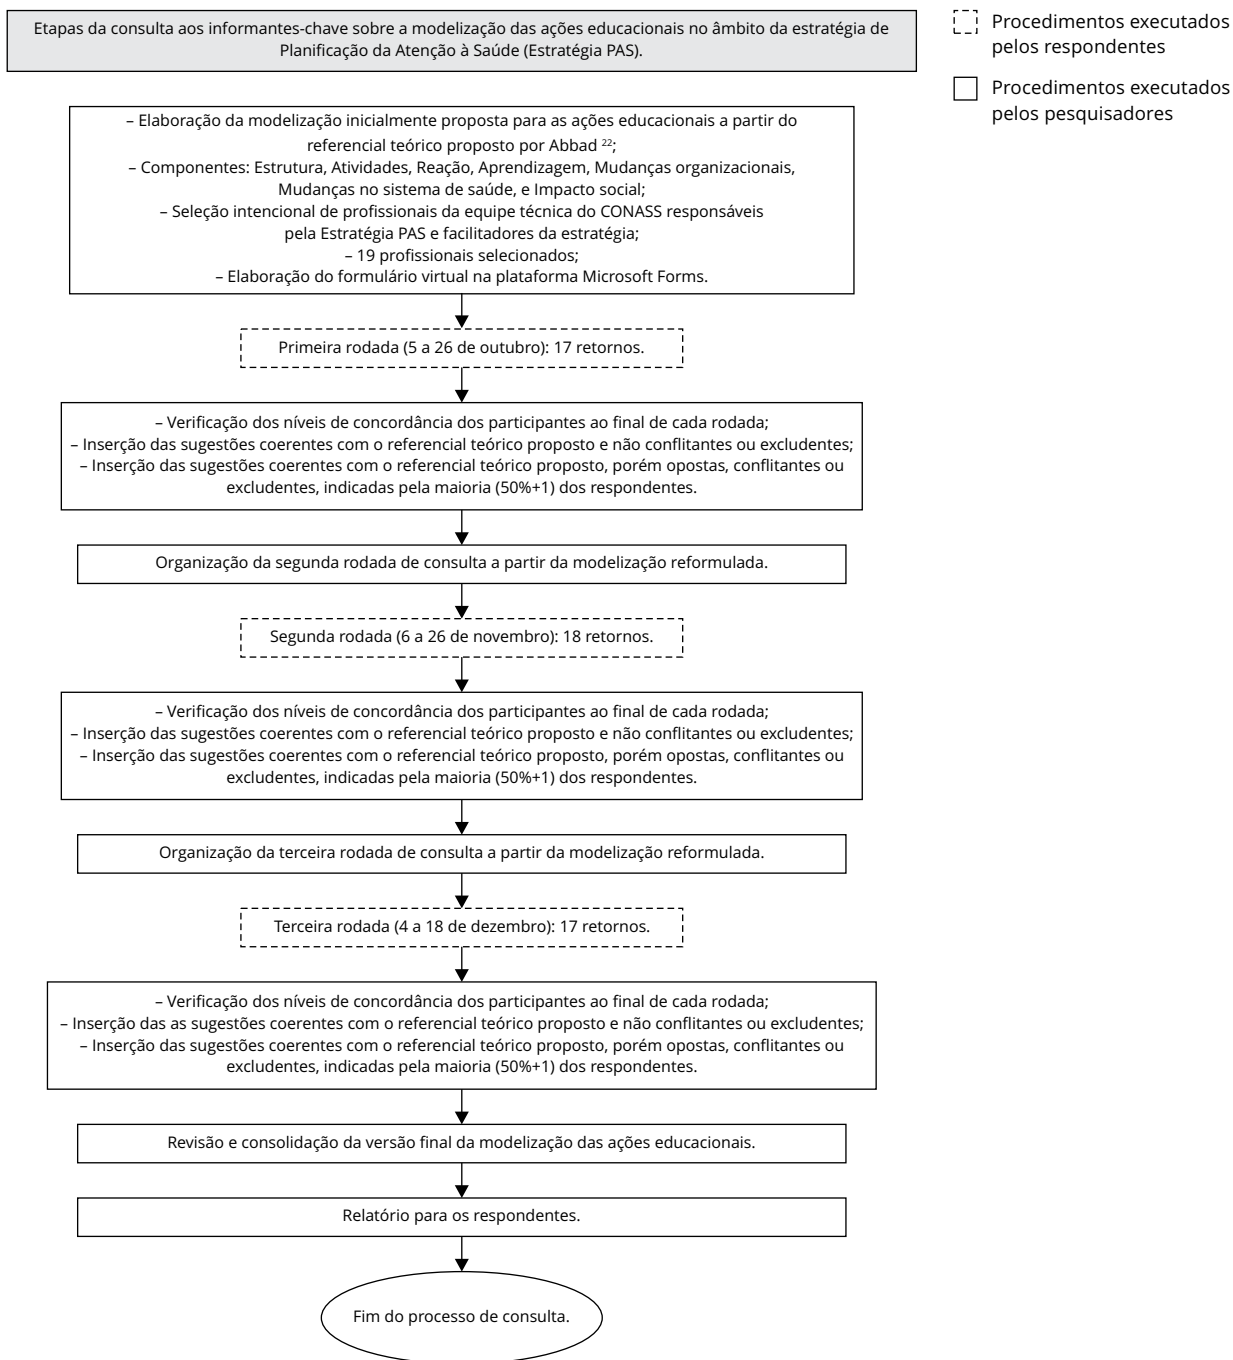 Etapas da consulta aos informantes-chave sobre a modelização das ações educacionais no âmbito da estratégia de
Planificação da Atenção à Saúde (Estratégia PAS).
Procedimentos executados
pelos respondentes
Procedimentos executados
pelos pesquisadores
– Elaboração da modelização inicialmente proposta para as ações educacionais a partir do
referencial teórico proposto por Abbad ²²;
– Componentes: Estrutura, Atividades, Reação, Aprendizagem, Mudanças organizacionais,
Mudanças no sistema de saúde, e Impacto social;
– Seleção intencional de profissionais da equipe técnica do CONASS responsáveis
pela Estratégia PAS e facilitadores da estratégia;
– 19 profissionais selecionados;
– Elaboração do formulário virtual na plataforma Microsoft Forms.
Primeira rodada (5 a 26 de outubro): 17 retornos.
– Verificação dos níveis de concordância dos participantes ao final de cada rodada;
– Inserção das sugestões coerentes com o referencial teórico proposto e não conflitantes ou excludentes;
– Inserção das sugestões coerentes com o referencial teórico proposto, porém opostas, conflitantes ou
excludentes, indicadas pela maioria (50%+1) dos respondentes.
Organização da segunda rodada de consulta a partir da modelização reformulada.
Segunda rodada (6 a 26 de novembro): 18 retornos.
– Verificação dos níveis de concordância dos participantes ao final de cada rodada;
– Inserção das sugestões coerentes com o referencial teórico proposto e não conflitantes ou excludentes;
– Inserção das sugestões coerentes com o referencial teórico proposto, porém opostas, conflitantes ou
excludentes, indicadas pela maioria (50%+1) dos respondentes.
Organização da terceira rodada de consulta a partir da modelização reformulada.
Terceira rodada (4 a 18 de dezembro): 17 retornos.
– Verificação dos níveis de concordância dos participantes ao final de cada rodada;
– Inserção das as sugestões coerentes com o referencial teórico proposto e não conflitantes ou excludentes;
– Inserção das sugestões coerentes com o referencial teórico proposto, porém opostas, conflitantes ou
excludentes, indicadas pela maioria (50%+1) dos respondentes.
Revisão e consolidação da versão final da modelização das ações educacionais.
Relatório para os respondentes.
Fim do processo de consulta.